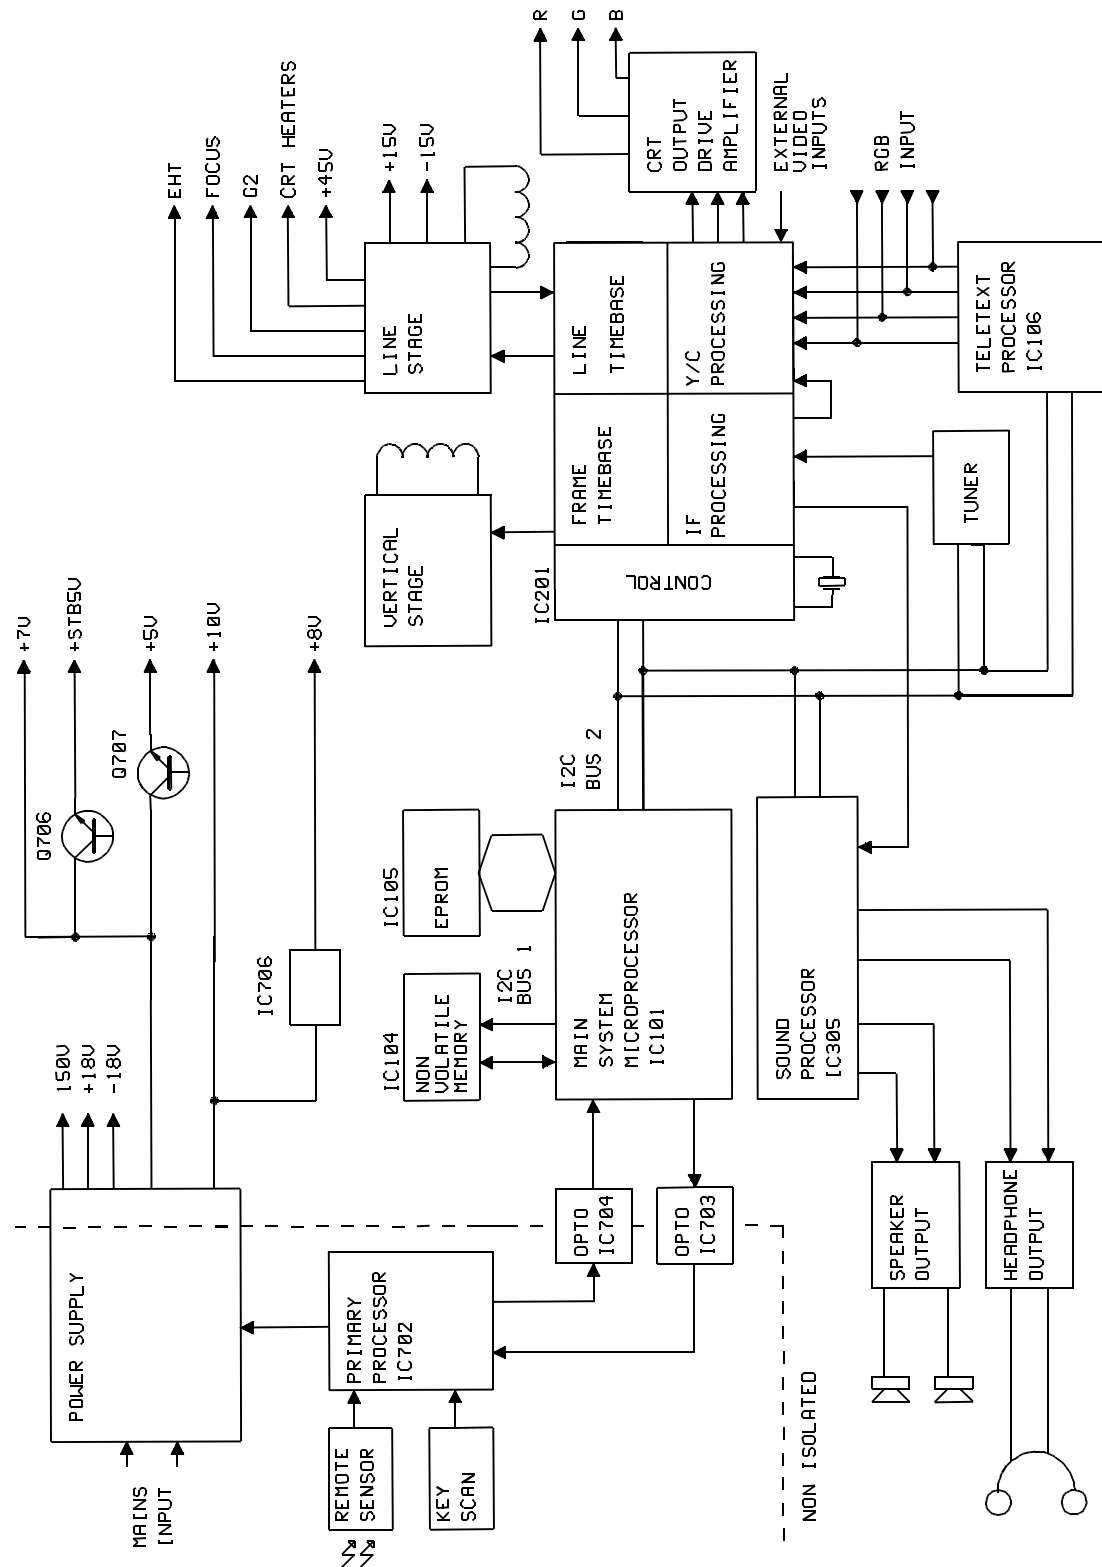 MAINS
INPUT
POWER SUPPLY
150V
+18V
-18V
+7V
+STB5V
+5V
+10V
+8V
Q706
Q707
IC706
REMOTE
SENSOR
KEY
SCAN
PRIMARY
PROCESSOR
IC702
OPTO
IC704
OPTO
IC703
NON ISOLATED
IC104
NON
VOLATILE
MEMORY
I2C
BUS 1
IC105
EPROM
MAIN
SYSTEM
MICROPROCESSOR
IC101
I2C
BUS 2
VERTICAL
STAGE
LINE
STAGE
EHT
FOCUS
G2
CRT HEATERS
+45V
+15V
-15V
IC201
CONTROL
FRAME
TIMEBASE
IF
PROCESSING
LINE
TIMEBASE
Y/C
PROCESSING
CRT
OUTPUT
DRIVE
AMPLIFIER
R
G
B
EXTERNAL
VIDEO
INPUTS
RGB
INPUT
TELETEXT
PROCESSOR
IC106
TUNER
SOUND
PROCESSOR
IC305
SPEAKER
OUTPUT
HEADPHONE
OUTPUT